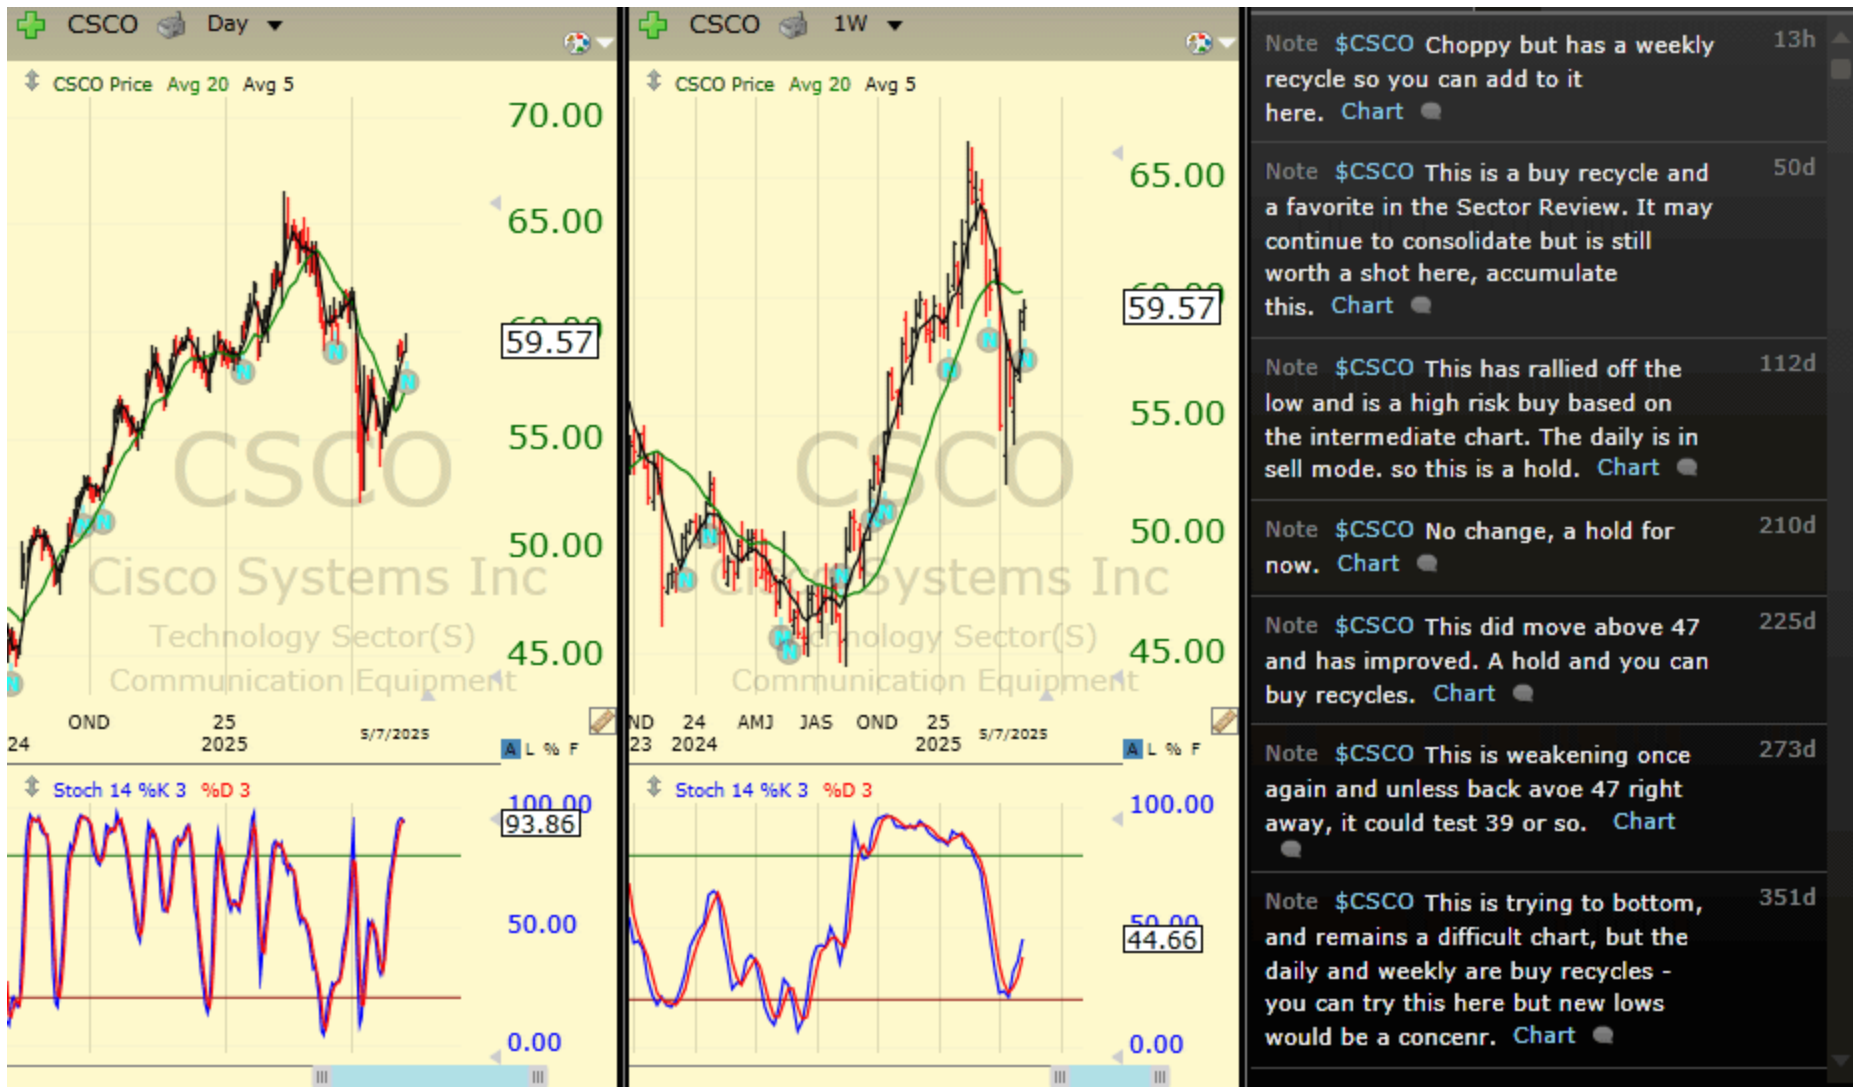 CSCO Day
CSCO Price Avg 20 Avg 5
70.00
65.00
60.00
59.57
55.00
50.00
45.00
CSCO
Cisco Systems Inc
Technology Sector(S)
Communication Equipment
OND 25
24 2025 5/7/2025
A L % F
Stoch 14 %K 3 %D 3
100.00
93.86
50.00
0.00
CSCO 1W
CSCO Price Avg 20 Avg 5
65.00
60.00
59.57
55.00
50.00
45.00
CSCO
Cisco Systems Inc
Technology Sector(S)
Communication Equipment
ND 24 AMJ JAS OND 25
23 2024 2025 5/7/2025
A L % F
Stoch 14 %K 3 %D 3
100.00
50.00
44.66
0.00
Note $CSCO Choppy but has a weekly 13h
recycle so you can add to it
here. Chart
Note $CSCO This is a buy recycle and 50d
a favorite in the Sector Review. It may
continue to consolidate but is still
worth a shot here, accumulate
this. Chart
Note $CSCO This has rallied off the 112d
low and is a high risk buy based on
the intermediate chart. The daily is in
sell mode. so this is a hold. Chart
Note $CSCO No change, a hold for 210d
now. Chart
Note $CSCO This did move above 47 225d
and has improved. A hold and you can
buy recycles. Chart
Note $CSCO This is weakening once 273d
again and unless back avoe 47 right
away, it could test 39 or so. Chart
Note $CSCO This is trying to bottom, 351d
and remains a difficult chart, but the
daily and weekly are buy recycles -
you can try this here but new lows
would be a concenr. Chart